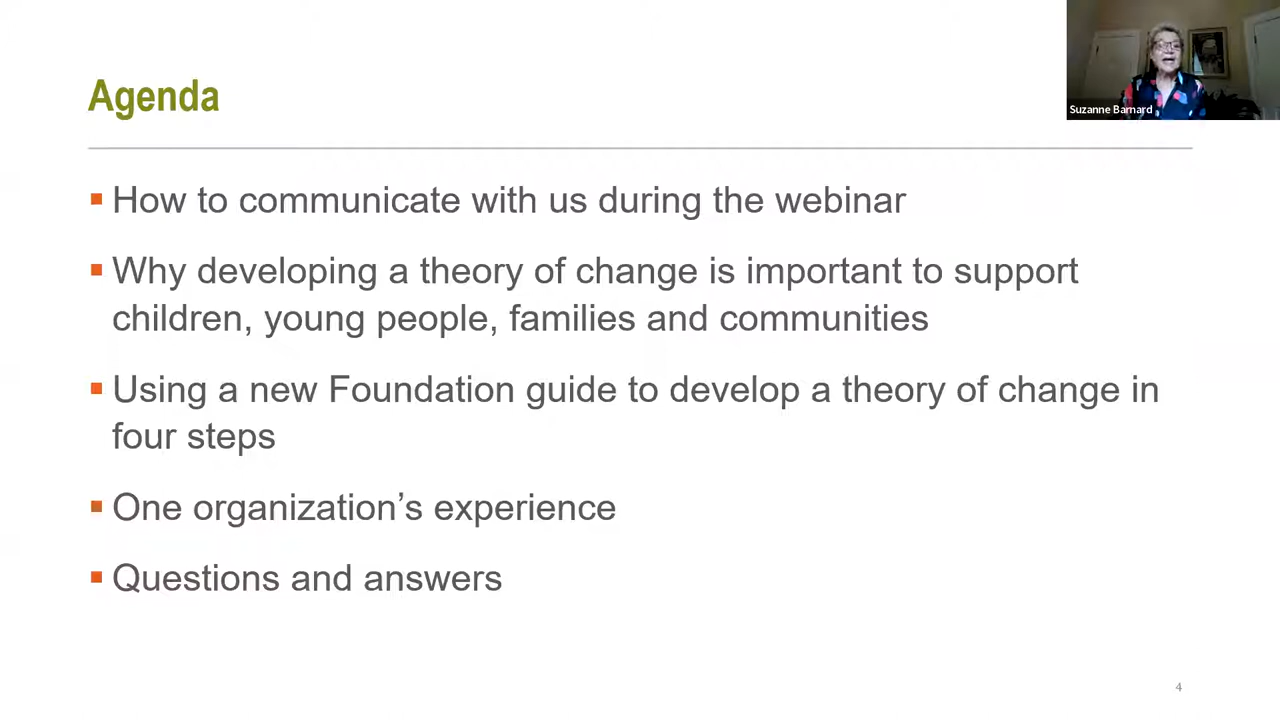 Agenda
Suzanne Barnard
How to communicate with us during the webinar
Why developing a theory of change is important to support
children, young people, families and communities
Using a new Foundation guide to develop a theory of change in
four steps
One organization’s experience
Questions and answers
4